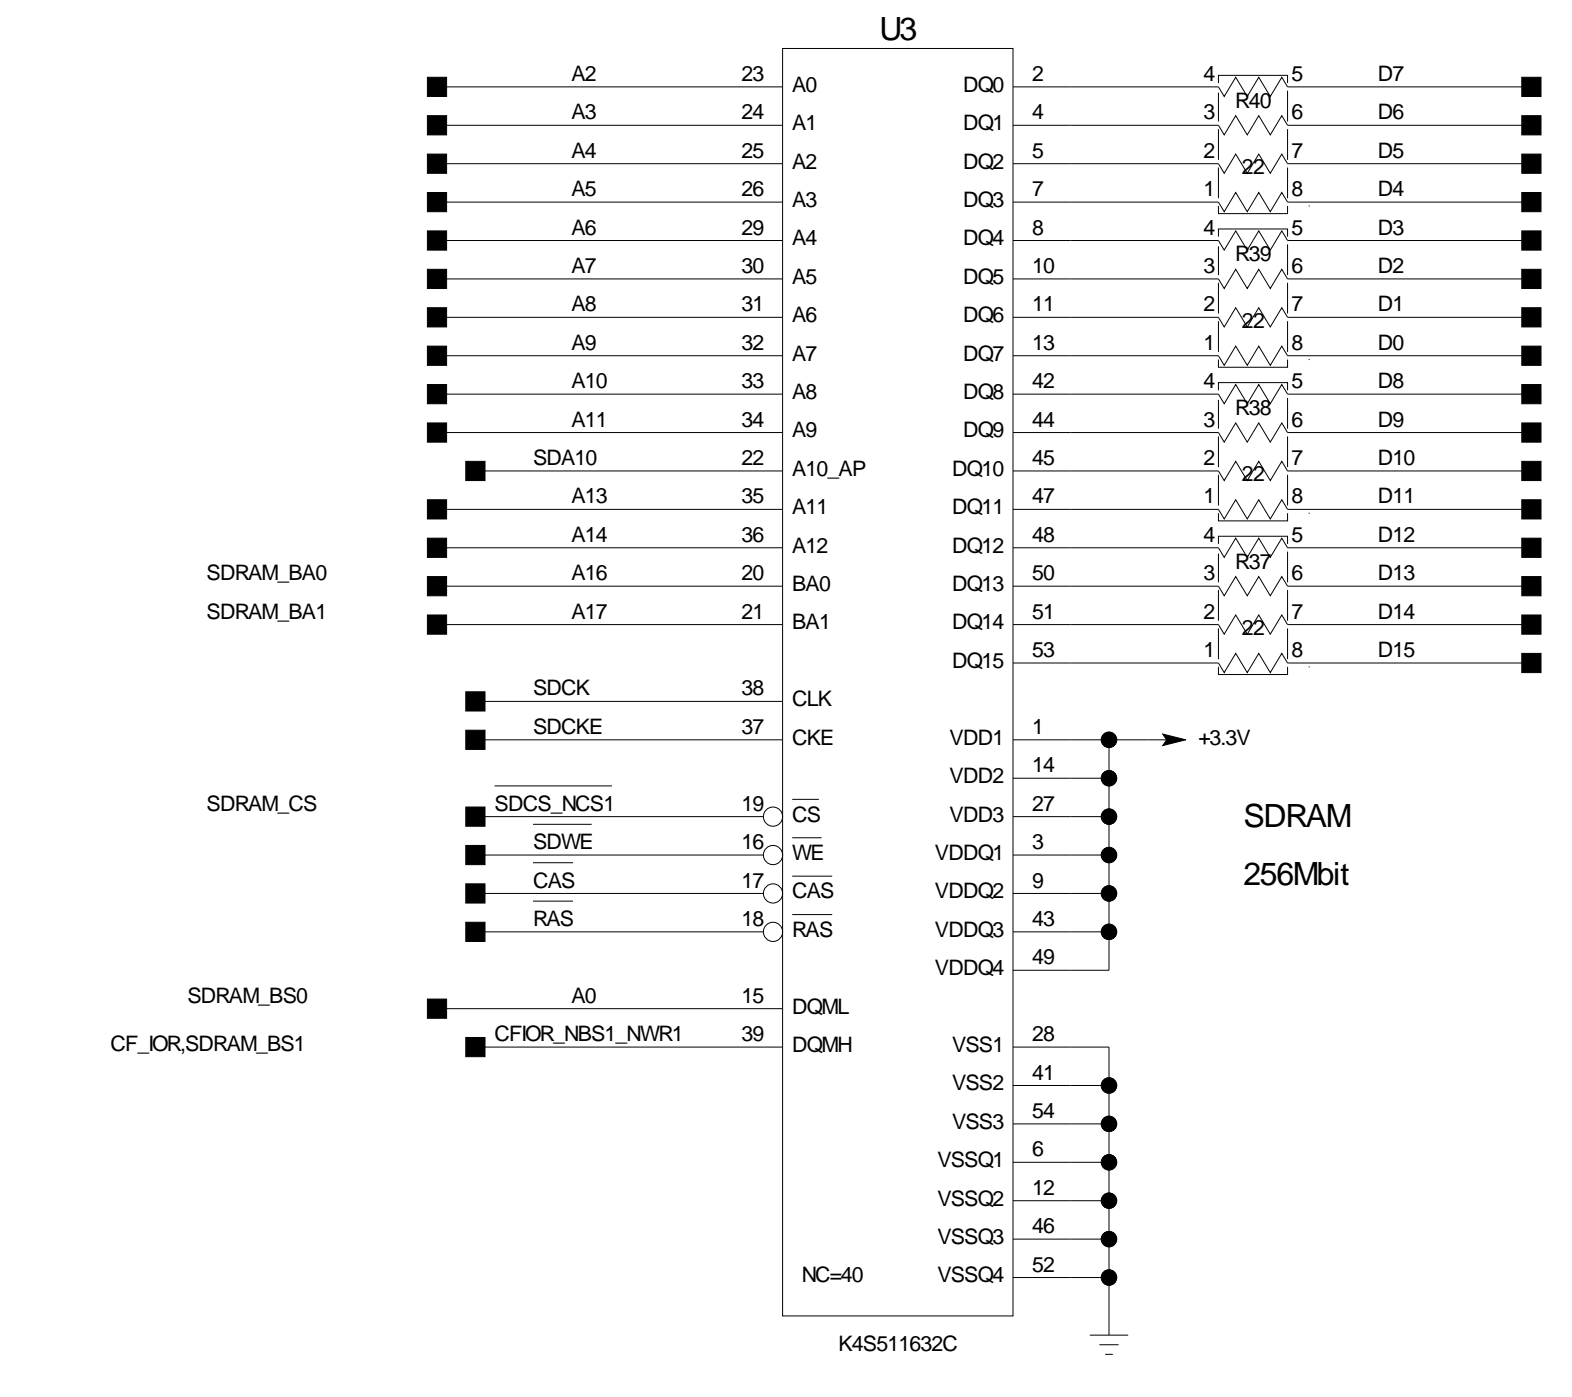 U3
A2 23 A0 DQ0 2 4 5 D7
R40
A3 24 A1 DQ1 4 3 6 D6
A4 25 A2 DQ2 5 2 7 D5
22
A5 26 A3 DQ3 7 1 8 D4
A6 29 A4 DQ4 8 4 5 D3
R39
A7 30 A5 DQ5 10 3 6 D2
A8 31 A6 DQ6 11 2 7 D1
22
A9 32 A7 DQ7 13 1 8 D0
A10 33 A8 DQ8 42 4 5 D8
R38
A11 34 A9 DQ9 44 3 6 D9
SDA10 22 A10_AP DQ10 45 2 7 D10
22
A13 35 A11 DQ11 47 1 8 D11
A14 36 A12 DQ12 48 4 5 D12
R37
SDRAM_BA0 A16 20 BA0 DQ13 50 3 6 D13
SDRAM_BA1 A17 21 BA1 DQ14 51 2 7 D14
22
DQ15 53 1 8 D15
SDCK 38 CLK
SDCKE 37 CKE VDD1 1 +3.3V
VDD2 14
SDRAM_CS SDCS_NCS1 19 CS VDD3 27 SDRAM
SDWE 16 WE VDDQ1 3
256Mbit
CAS 17 CAS VDDQ2 9
RAS 18 RAS VDDQ3 43
VDDQ4 49
SDRAM_BS0 A0 15 DQML
CF_IOR,SDRAM_BS1 CFIOR_NBS1_NWR1 39 DQMH VSS1 28
VSS2 41
VSS3 54
VSSQ1 6
VSSQ2 12
VSSQ3 46
NC=40 VSSQ4 52
K4S511632C